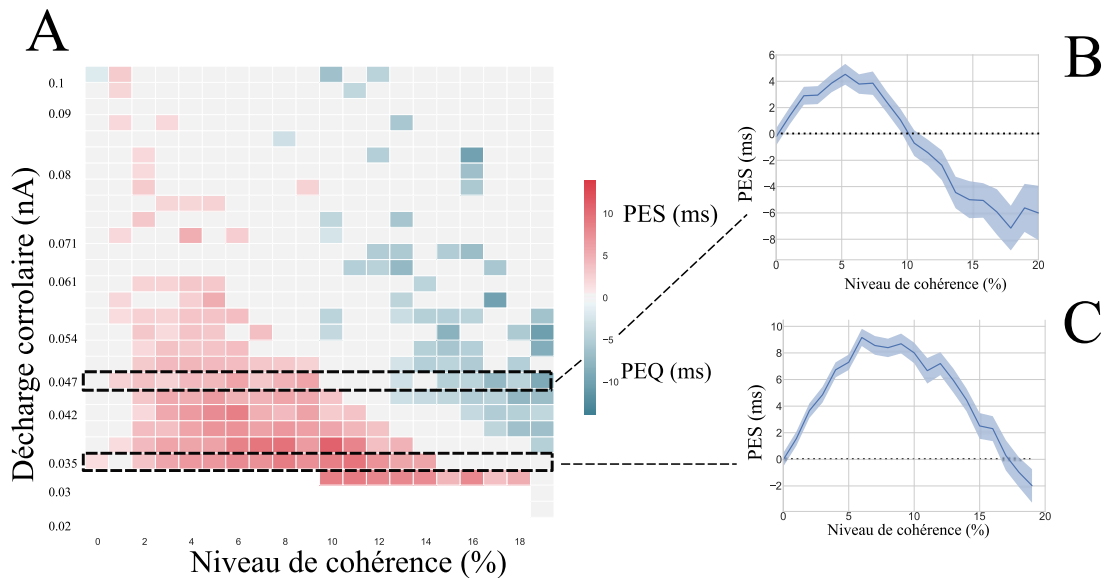 A
Décharge corrolaire (nA)
0.1
0.09
0.08
0.071
0.061
0.054
0.047
0.042
0.035
0.03
0.02
0 2 4 6 8 10 12 14 16 18
Niveau de cohérence (%)
10
5
0
−5
−10
PES (ms)
PEQ (ms)
B
PES (ms)
6
4
2
0
−2
−4
−6
−8
0 5 10 15 20
Niveau de cohérence (%)
C
PES (ms)
10
8
6
4
2
0
−2
0 5 10 15 20
Niveau de cohérence (%)